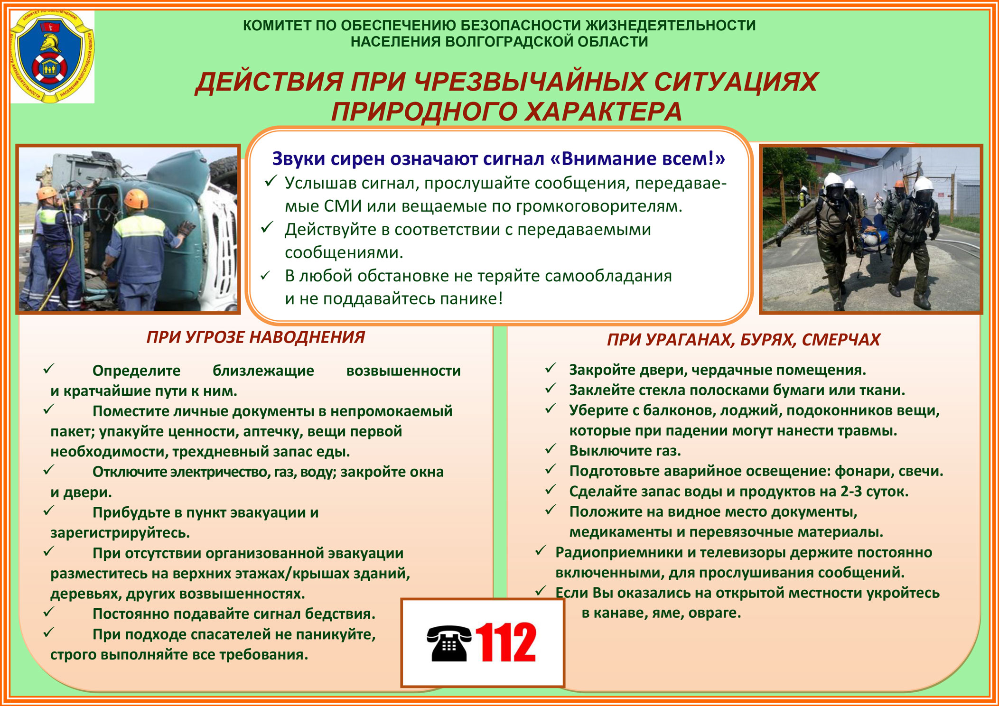 КОМИТЕТ ПО ОБЕСПЕЧЕНИЮ
БЕЗОПАСНОСТИ ЖИЗНЕДЕЯТЕЛЬНОСТИ
НАСЕЛЕНИЯ ВОЛГОГРАДСКОЙ ОБЛАСТИ
КОМИТЕТ ПО ОБЕСПЕЧЕНИЮ БЕЗОПАСНОСТИ ЖИЗНЕДЕЯТЕЛЬНОСТИ
НАСЕЛЕНИЯ ВОЛГОГРАДСКОЙ ОБЛАСТИ
ДЕЙСТВИЯ ПРИ ЧРЕЗВЫЧАЙНЫХ СИТУАЦИЯХ
ПРИРОДНОГО ХАРАКТЕРА
Звуки сирен означают сигнал «Внимание всем!»
✓ Услышав сигнал, прослушайте сообщения, передавае-
мые СМИ или вещаемые по громкоговорителям.
✓ Действуйте в соответствии с передаваемыми
сообщениями.
✓ В любой обстановке не теряйте самообладания
и не поддавайтесь панике!
ПРИ УГРОЗЕ НАВОДНЕНИЯ
✓ Определите близлежащие возвышенности
и кратчайшие пути к ним.
✓ Поместите личные документы в непромокаемый
пакет; упакуйте ценности, аптечку, вещи первой
необходимости, трехдневный запас еды.
✓ Отключите электричество, газ, воду; закройте окна
и двери.
✓ Прибудьте в пункт эвакуации и
зарегистрируйтесь.
✓ При отсутствии организованной эвакуации
разместитесь на верхних этажах/крышах зданий,
деревьях, других возвышенностях.
✓ Постоянно подавайте сигнал бедствия.
✓ При подходе спасателей не паникуйте,
строго выполняйте все требования.
ПРИ УРАГАНАХ, БУРЯХ, СМЕРЧАХ
✓ Закройте двери, чердачные помещения.
✓ Заклейте стекла полосками бумаги или ткани.
✓ Уберите с балконов, лоджий, подоконников вещи,
которые при падении могут нанести травмы.
✓ Выключите газ.
✓ Подготовьте аварийное освещение: фонари, свечи.
✓ Сделайте запас воды и продуктов на 2-3 суток.
✓ Положите на видное место документы,
медикаменты и перевязочные материалы.
✓ Радиоприемники и телевизоры держите постоянно
включенными, для прослушивания сообщений.
✓ Если Вы оказались на открытой местности укройтесь
в канаве, яме, овраге.
112